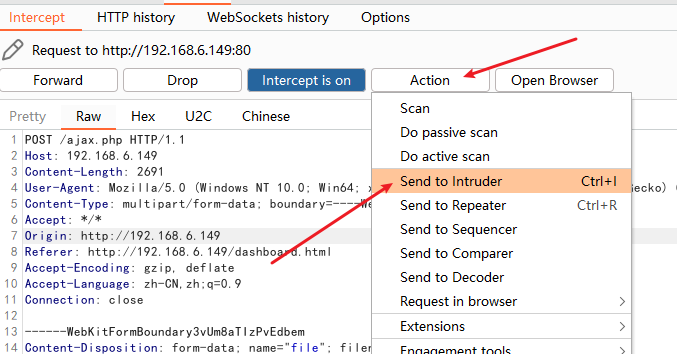 Intercept HTTP history WebSockets history Options
Request to http://192.168.6.149:80
Forward Drop Intercept is on Action Open Browser
Pretty Raw Hex U2C Chinese
1 POST /ajax.php HTTP/1.1
2 Host: 192.168.6.149
3 Content-Length: 2691
4 User-Agent: Mozilla/5.0 (Windows NT 10.0; Win64; x Gecko) (
5 Content-Type: multipart/form-data; boundary=----We
6 Accept: */*
7 Origin: http://192.168.6.149
8 Referer: http://192.168.6.149/dashboard.html
9 Accept-Encoding: gzip, deflate
10 Accept-Language: zh-CN,zh;q=0.9
11 Connection: close
12
13 ------WebKitFormBoundary3vUm8aTIzPvEdbem
14 Content-Disposition: form-data; name="file"; filen
Scan
Do passive scan
Do active scan
Send to Intruder Ctrl+I
Send to Repeater Ctrl+R
Send to Sequencer
Send to Comparer
Send to Decoder
Request in browser
Extensions
Engagement tools